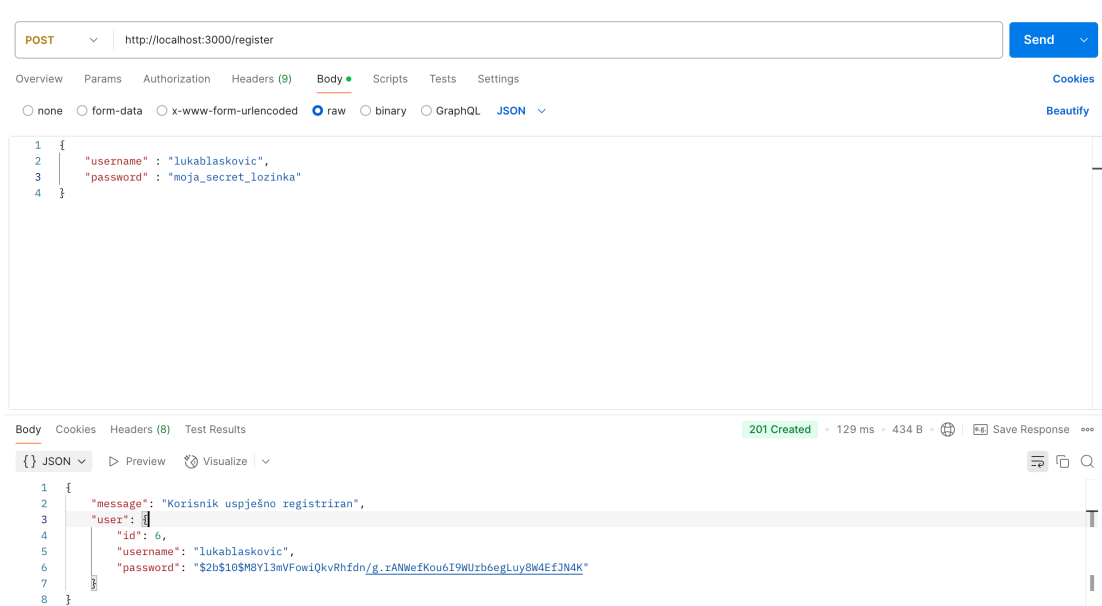 POST http://localhost:3000/register Send
Overview Params Authorization Headers (9) Body Scripts Tests Settings Cookies
none form-data x-www-form-urlencoded raw binary GraphQL JSON Beautify
1 {
2 "username" : "lukablaskovic",
3 "password" : "moja_secret_lozinka"
4 }
Body Cookies Headers (8) Test Results 201 Created 129 ms 434 B e.g. Save Response
{} JSON Preview Visualize
1 {
2 "message": "Korisnik uspješno registriran",
3 "user": {
4 "id": 6,
5 "username": "lukablaskovic",
6 "password": "$2b$10$M8Yl3mVFowiQkvRhfdn/g.rANWefKou6I9WUrb6egLuy8W4EfJN4K"
7 }
8 }